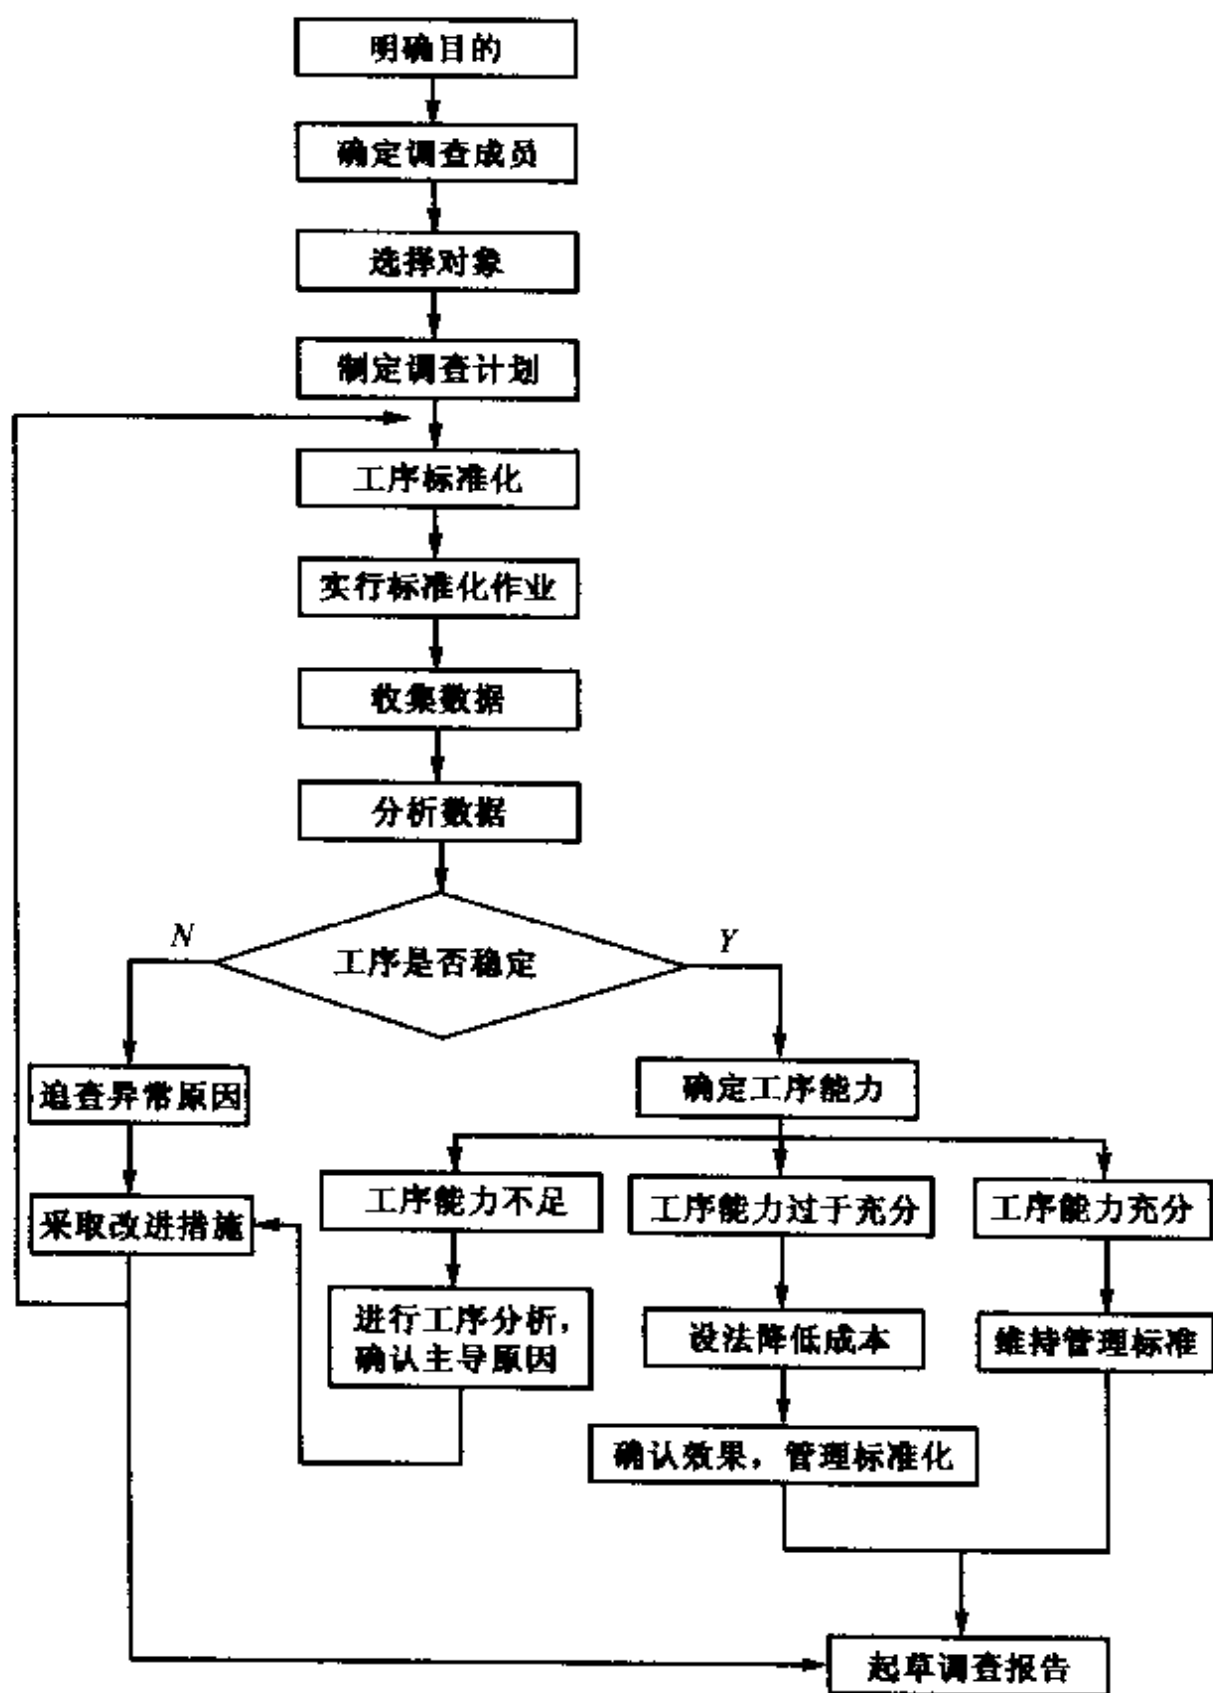 明确目的
确定调查成员
选择对象
制定调查计划
工序标准化
实行标准化作业
收集数据
分析数据
N
工序是否稳定
Y
追查异常原因
确定工序能力
采取改进措施
工序能力不足
工序能力过于充分
工序能力充分
进行工序分析，
确认主导原因
设法降低成本
维持管理标准
确认效果，管理标准化
起草调查报告